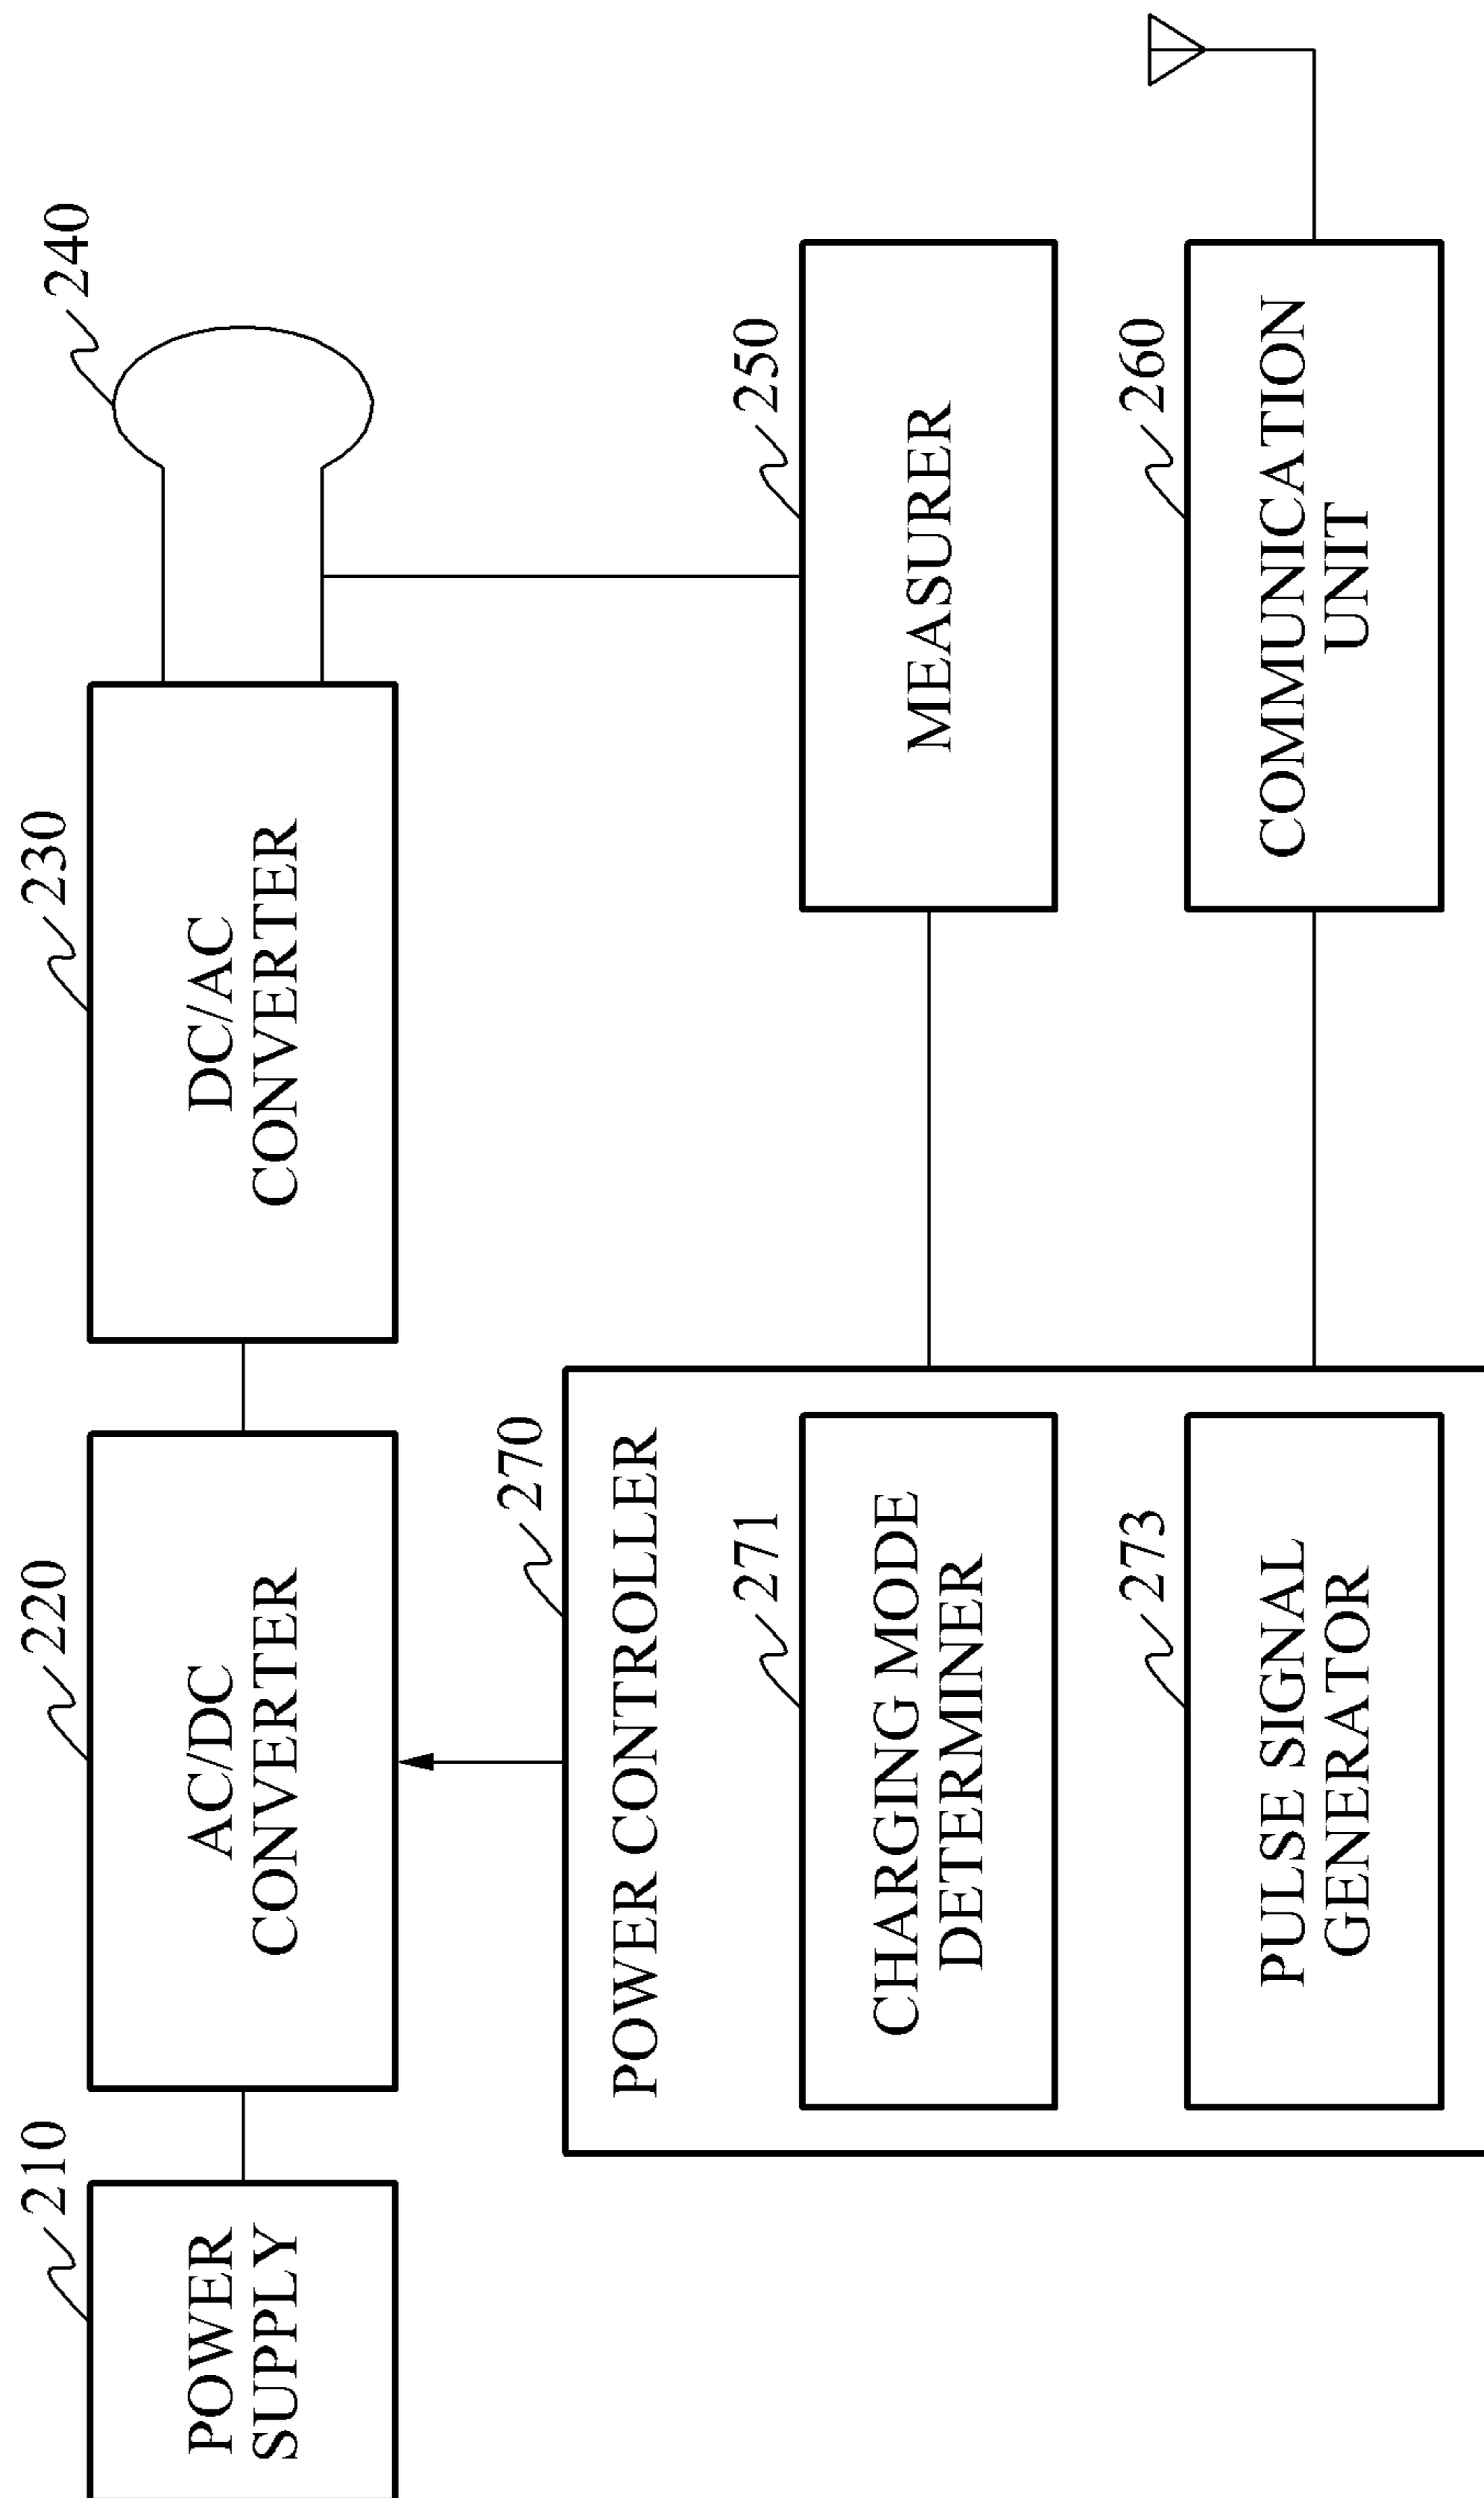 210
POWER
SUPPLY
220
AC/DC
CONVERTER
230
DC/AC
CONVERTER
240
270
POWER CONTROLLER
271
CHARGING MODE
DETERMINER
250
MEASURER
273
PULSE SIGNAL
GENERATOR
260
COMMUNICATION
UNIT